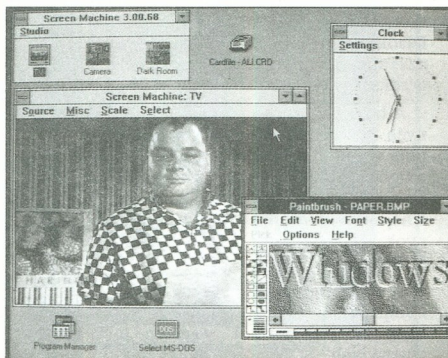 Screen Machine 3.00.68
Studio
TV
Camera
Dark Room
Cardfile - ALI.CRD
Clock
Settings
Screen Machine: TV
Source Misc Scale Select
Paintbrush - PAPER.BMP
File Edit View Font Style Size
Options Help
Windows
Program Manager
Select MS-DOS
DOS